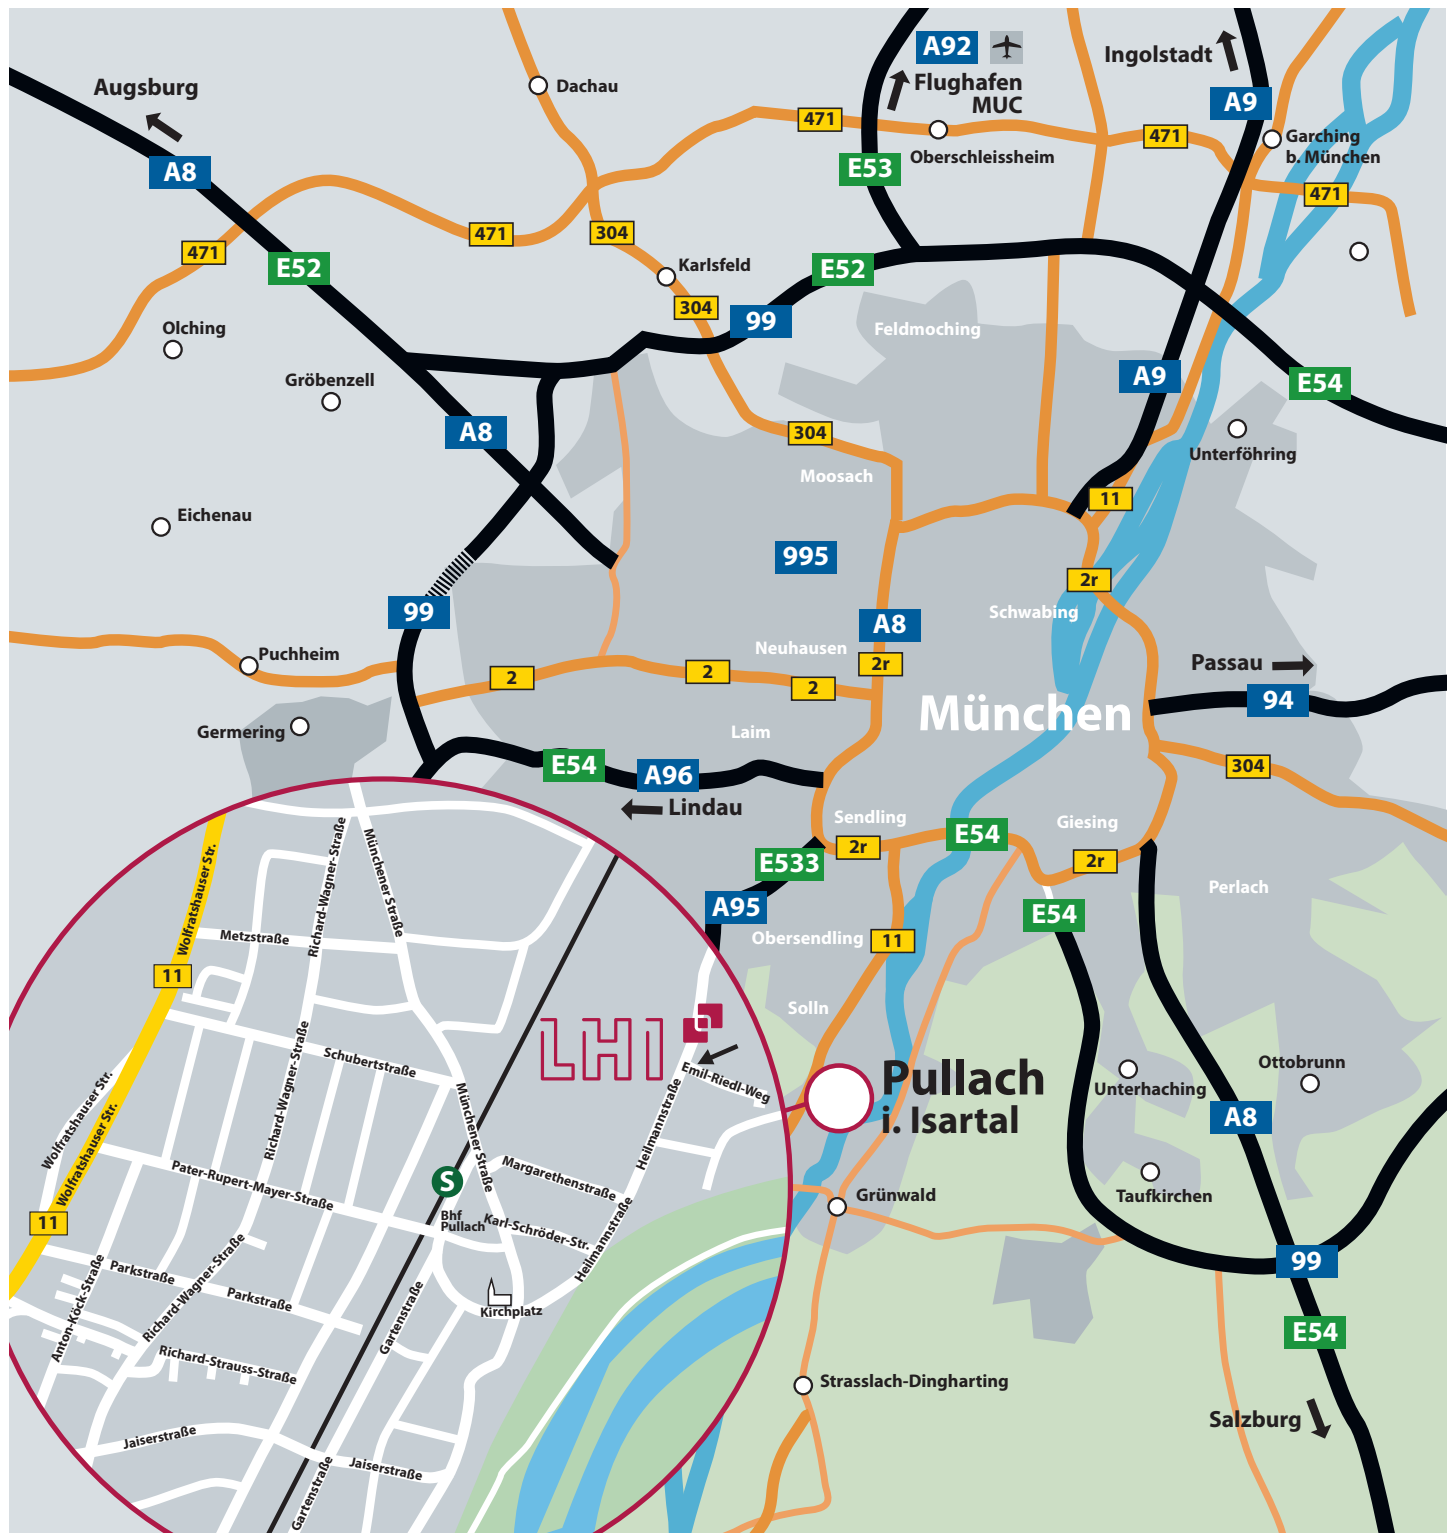 A92
Ingolstadt
Flughafen
MUC
Augsburg
Dachau
A9
471
471
Garching
b. München
Oberschleissheim
A8
E53
471
471
304
471
Karlsfeld
E52
E52
304
99
Olching
Feldmoching
Gröbenzell
A9
E54
A8
304
Unterföhring
Moosach
11
Eichenau
995
2r
99
Schwabing
A8
Neuhausen
Puchheim
2r
Passau
2
2
2
94
München
Germering
Laim
E54
A96
304
Lindau
Sendling
Giesing
E54
2r
E533
2r
Perlach
A95
E54
Obersendling
11
Solln
Pullach
i. Isartal
Unterhaching
Ottobrunn
A8
Taufkirchen
Grünwald
99
E54
Strasslach-Dingharting
Salzburg
Wolfratshauser Str.
Richard-Wagner-Straße
Münchener Straße
Metzstraße
11
LHI
Schubertstraße
Richard-Wagner-Straße
Emil-Riedl-Weg
Heilmannstraße
Wolfratshauser Str.
Wolfratshauser Str.
Münchener Straße
Pater-Rupert-Mayer-Straße
S
Margarethenstraße
Bhf
Pullach
Karl-Schröder-Str.
Heilmannstraße
11
Parkstraße
Anton-Köck-Straße
Richard-Wagner-Straße
Parkstraße
Gartenstraße
Kirchplatz
Richard-Strauss-Straße
Jaiserstraße
Jaiserstraße
Gartenstraße